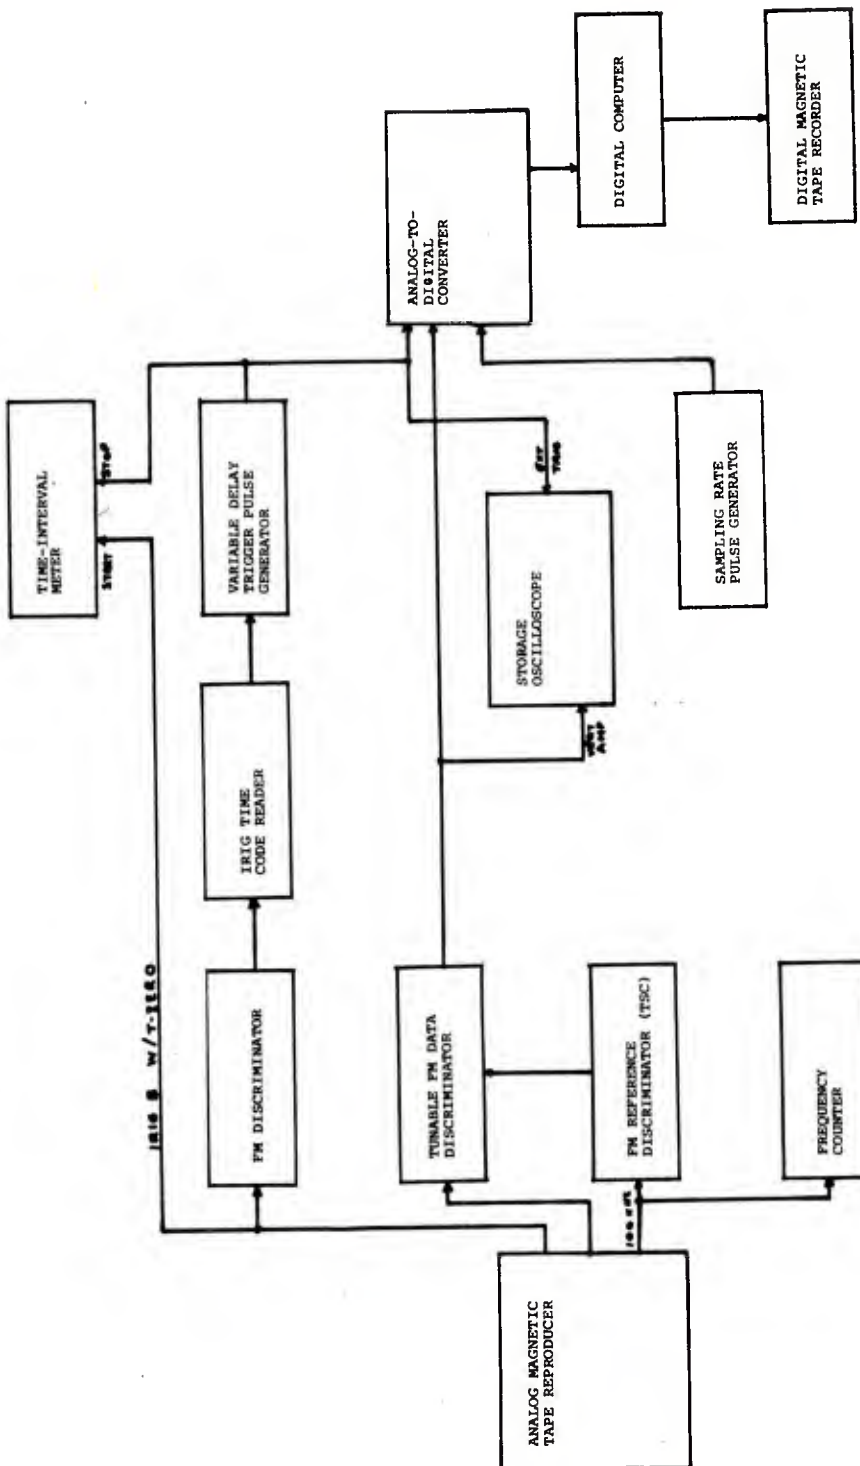 TIME-INTERVAL
METER
START
STOP
IRIG B W/T-ZERO
FM DISCRIMINATOR
IRIG TIME
CODE READER
VARIABLE DELAY
TRIGGER PULSE
GENERATOR
ANALOG MAGNETIC
TAPE REPRODUCER
TUNABLE FM DATA
DISCRIMINATOR
VERT
AMP
STORAGE
OSCILLOSCOPE
EXT
TRIG
ANALOG-TO-
DIGITAL
CONVERTER
FM REFERENCE
DISCRIMINATOR (TSC)
FREQUENCY
COUNTER
SAMPLING RATE
PULSE GENERATOR
DIGITAL COMPUTER
DIGITAL MAGNETIC
TAPE RECORDER